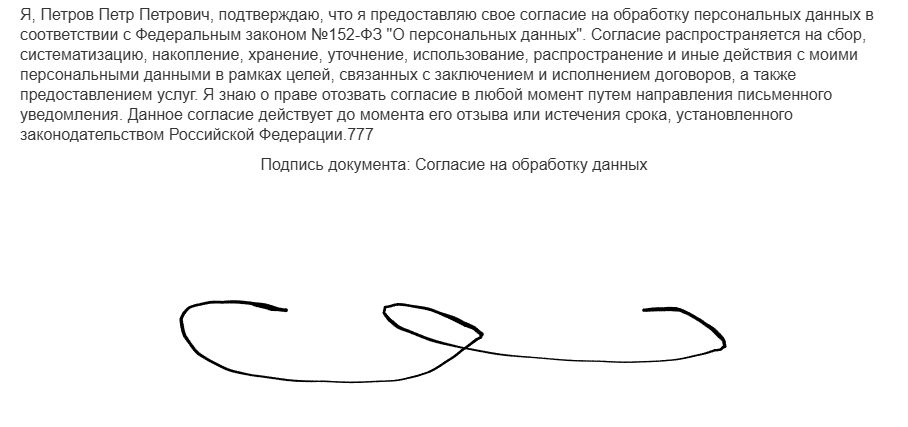 Я, Петров Петр Петрович, подтверждаю, что я предоставляю свое согласие на обработку персональных данных в
соответствии с Федеральным законом №152-ФЗ "О персональных данных". Согласие распространяется на сбор,
систематизацию, накопление, хранение, уточнение, использование, распространение и иные действия с моими
персональными данными в рамках целей, связанных с заключением и исполнением договоров, а также
предоставлением услуг. Я знаю о праве отозвать согласие в любой момент путем направления письменного
уведомления. Данное согласие действует до момента его отзыва или истечения срока, установленного
законодательством Российской Федерации.777
Подпись документа: Согласие на обработку данных